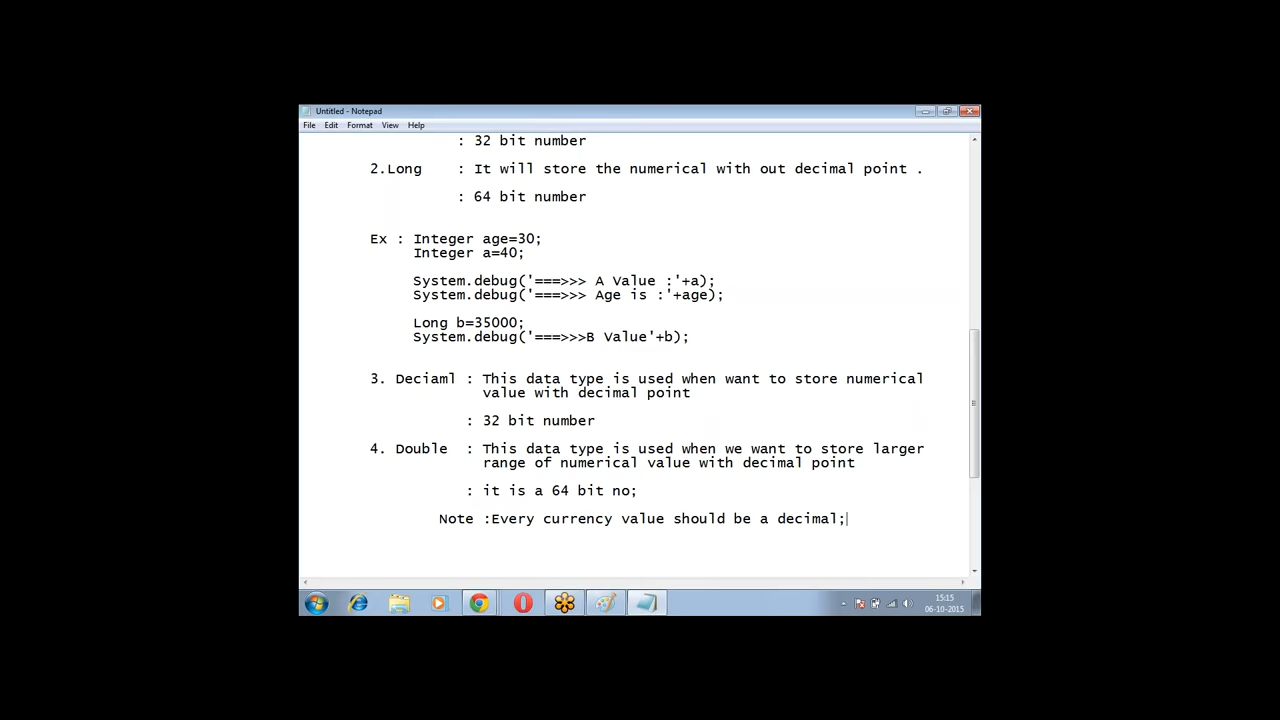 Untitled - Notepad
File Edit Format View Help
: 32 bit number
2.Long : It will store the numerical with out decimal point .
: 64 bit number
Ex : Integer age=30;
Integer a=40;
System.debug('===>>> A Value :'+a);
System.debug('===>>> Age is :'+age);
Long b=35000;
System.debug('===>>>B Value'+b);
3. Deciaml : This data type is used when want to store numerical
value with decimal point
: 32 bit number
4. Double : This data type is used when we want to store larger
range of numerical value with decimal point
: it is a 64 bit no;
Note :Every currency value should be a decimal;
15:15
06-10-2015